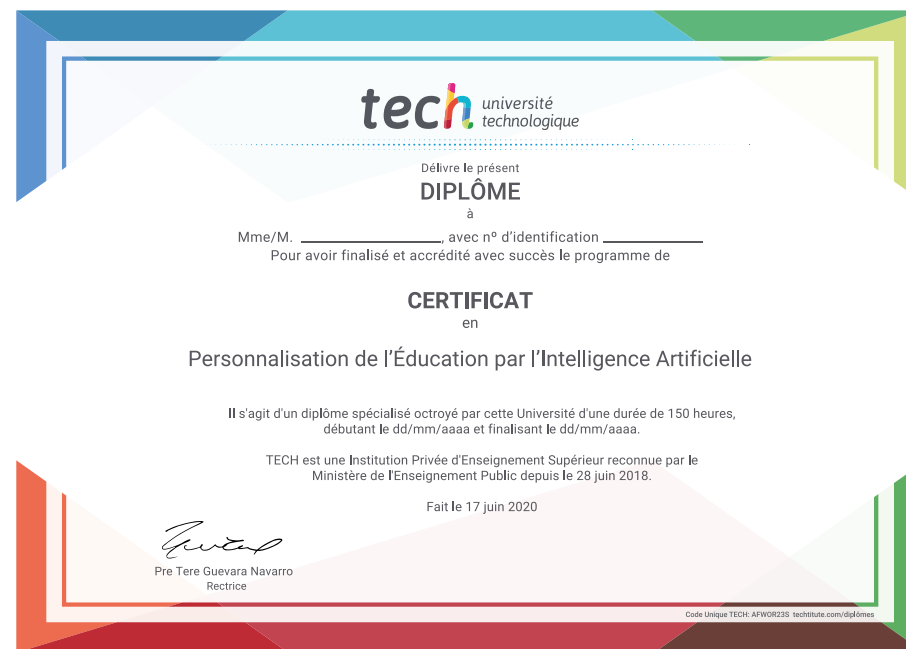 tech université
technologique
Délivre le présent
DIPLÔME
à
Mme/M. ____________________, avec nº d’identification ______________
Pour avoir finalisé et accrédité avec succès le programme de
CERTIFICAT
en
Personnalisation de l’Éducation par l’Intelligence Artificielle
Il s'agit d'un diplôme spécialisé octroyé par cette Université d'une durée de 150 heures,
débutant le dd/mm/aaaa et finalisant le dd/mm/aaaa.
TECH est une Institution Privée d'Enseignement Supérieur reconnue par le
Ministère de l'Enseignement Public depuis le 28 juin 2018.
Fait le 17 juin 2020
Pre Tere Guevara Navarro
Rectrice
Code Unique TECH: AFWOR23S techtitute.com/diplômes